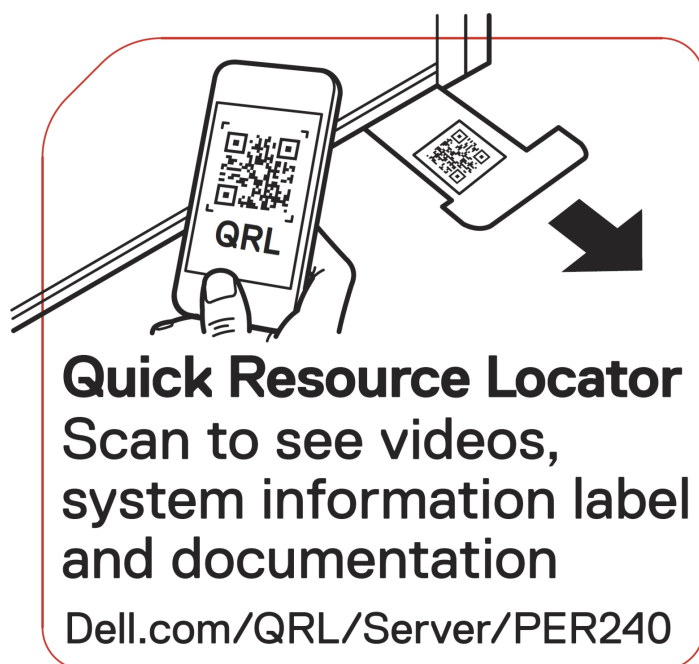 QRL
Quick Resource Locator
Scan to see videos,
system information label
and documentation
Dell.com/QRL/Server/PER240